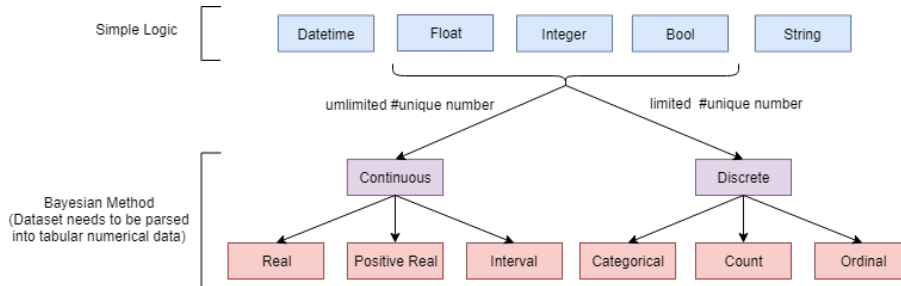 Simple Logic
Datetime
Float
Integer
Bool
String
umlimited #unique number
limited #unique number
Continuous
Discrete
Bayesian Method
(Dataset needs to be parsed
into tabular numerical data)
Real
Positive Real
Interval
Categorical
Count
Ordinal